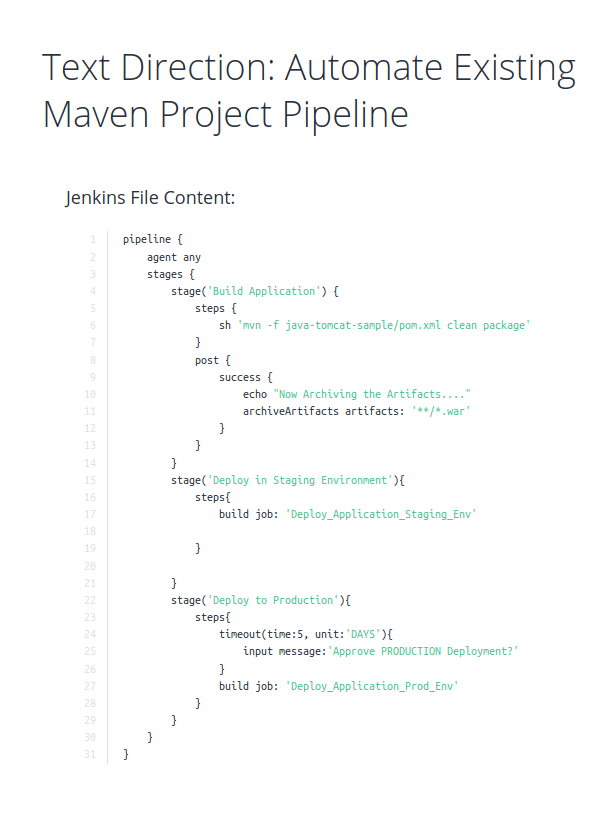 Text Direction: Automate Existing
Maven Project Pipeline
Jenkins File Content:
1 pipeline {
2     agent any
3     stages {
4         stage('Build Application') {
5             steps {
6                 sh 'mvn -f java-tomcat-sample/pom.xml clean package'
7             }
8             post {
9                 success {
10                     echo "Now Archiving the Artifacts...."
11                     archiveArtifacts artifacts: '**/*.war'
12                 }
13             }
14         }
15         stage('Deploy in Staging Environment'){
16             steps{
17                 build job: 'Deploy_Application_Staging_Env'
18
19             }
20
21         }
22         stage('Deploy to Production'){
23             steps{
24                 timeout(time:5, unit:'DAYS'){
25                     input message:'Approve PRODUCTION Deployment?'
26                 }
27                 build job: 'Deploy_Application_Prod_Env'
28             }
29         }
30     }
31 }